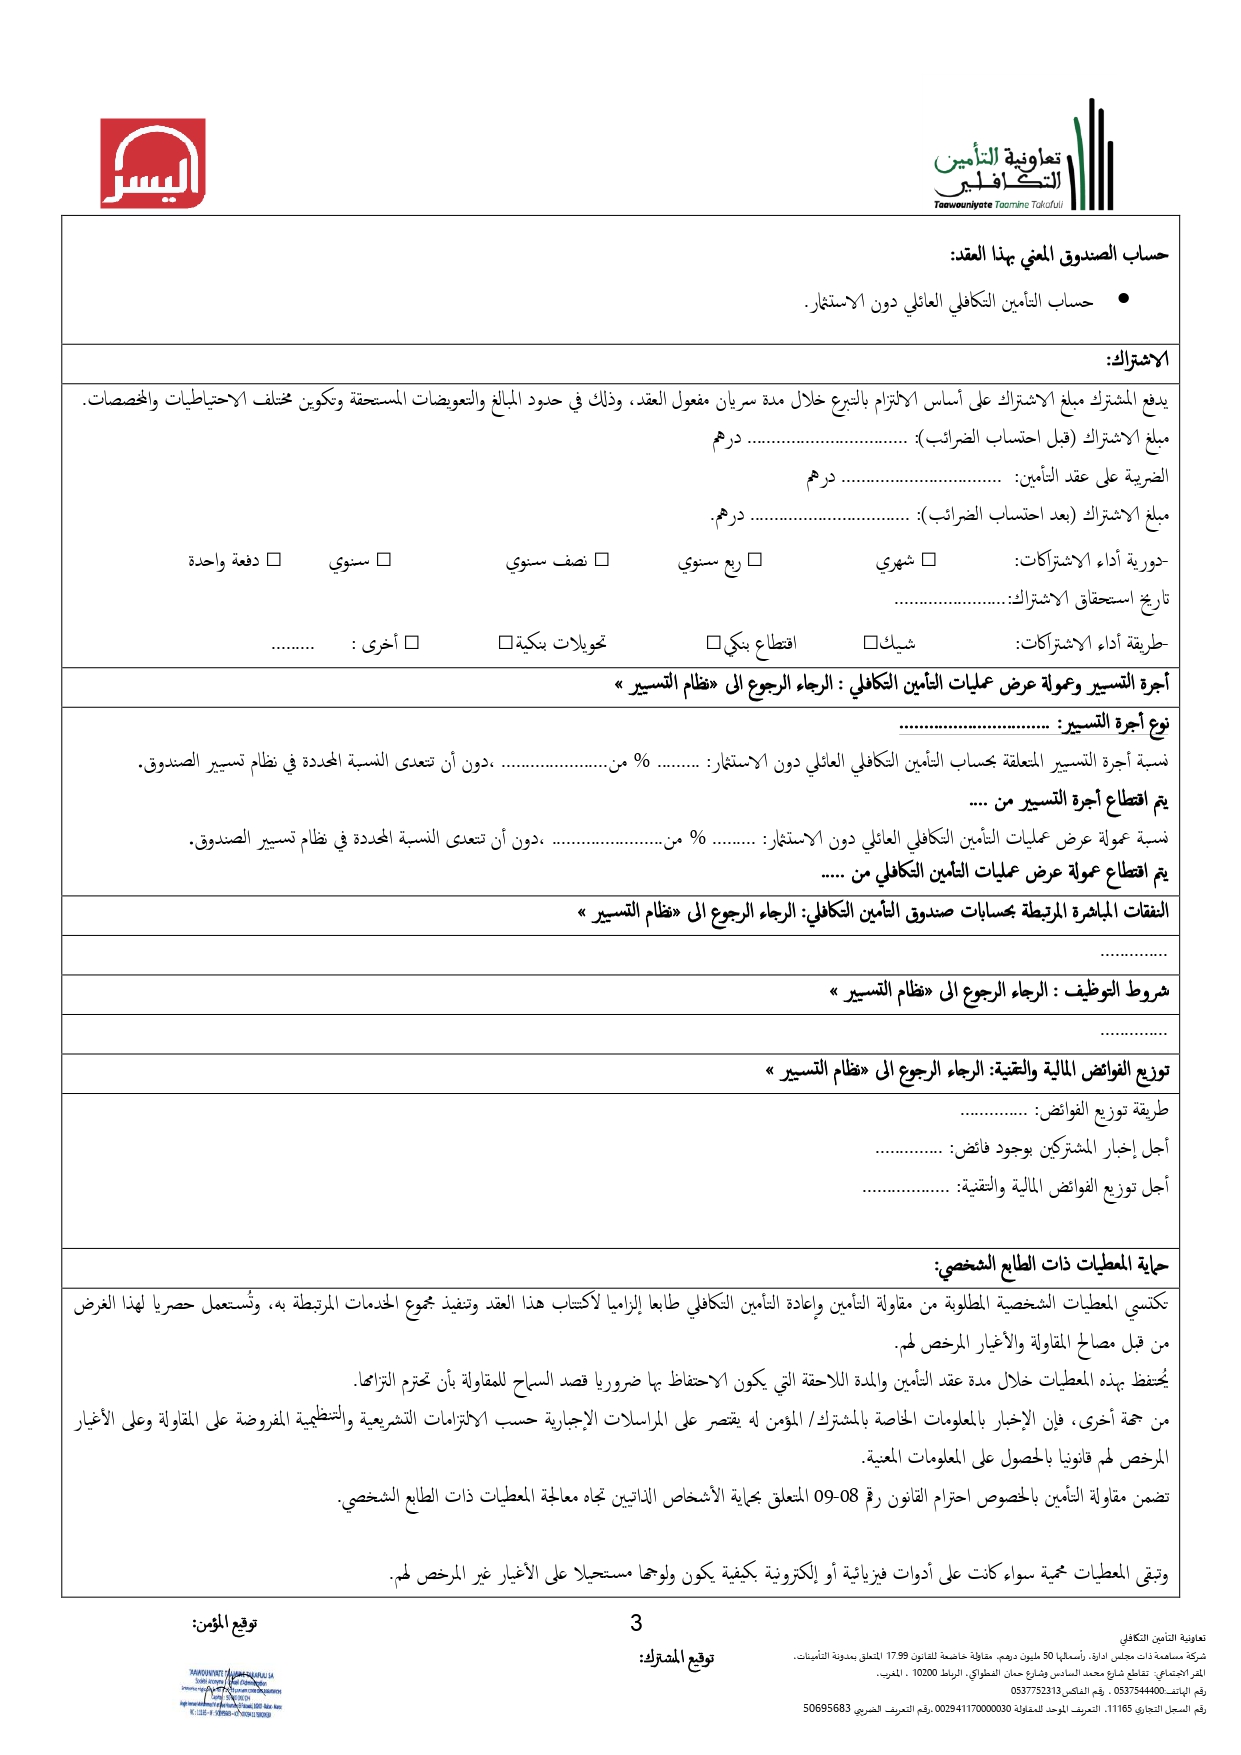 اليسر
تعاونية التأمين
التكافلي
Taawouniyate Taamine Takafuli
حساب الصندوق المعني بهذا العقد:
● حساب التأمين التكافلي العائلي دون الاستثمار.
الاشتراك:
يدفع المشترك مبلغ الاشتراك على أساس الالتزام بالتبرع خلال مدة سريان مفعول العقد، وذلك في حدود المبالغ والتعويضات المستحقة وتكوين مختلف الاحتياطيات والمخصصات.
مبلغ الاشتراك (قبل احتساب الضرائب): ................................. درهم
الضريبة على عقد التأمين: ................................. درهم
مبلغ الاشتراك (بعد احتساب الضرائب): ................................. درهم.
-دورية أداء الاشتراكات: ☐ شهري ☐ ربع سنوي ☐ نصف سنوي ☐ سنوي ☐ دفعة واحدة
تاريخ استحقاق الاشتراك:.......................
-طريقة أداء الاشتراكات: شيك☐ اقتطاع بنكي☐ تحويلات بنكية☐ ☐ أخرى : .........
أجرة التسيير وعمولة عرض عمليات التأمين التكافلي : الرجاء الرجوع الى «نظام التسيير »
نوع أجرة التسيير: ..............................
نسبة أجرة التسيير المتعلقة بحساب التأمين التكافلي العائلي دون الاستثمار: ......... % من...................... ،دون أن تتعدى النسبة المحددة في نظام تسيير الصندوق.
يتم اقتطاع أجرة التسيير من ....
نسبة عمولة عرض عمليات التأمين التكافلي العائلي دون الاستثمار: ......... % من....................... ،دون أن تتعدى النسبة المحددة في نظام تسيير الصندوق.
يتم اقتطاع عمولة عرض عمليات التأمين التكافلي من .....
النفقات المباشرة المرتبطة بحسابات صندوق التأمين التكافلي: الرجاء الرجوع الى «نظام التسيير »
..............
شروط التوظيف : الرجاء الرجوع الى «نظام التسيير »
..............
توزيع الفوائض المالية والتقنية: الرجاء الرجوع الى «نظام التسيير »
طريقة توزيع الفوائض: ..............
أجل إخبار المشتركين بوجود فائض: ..............
أجل توزيع الفوائض المالية والتقنية: ..................
حماية المعطيات ذات الطابع الشخصي:
تكتسي المعطيات الشخصية المطلوبة من مقاولة التأمين وإعادة التأمين التكافلي طابعا إلزاميا لاكتتاب هذا العقد وتنفيذ مجموع الخدمات المرتبطة به، وتُستعمل حصريا لهذا الغرض
من قبل مصالح المقاولة والأغيار المرخص لهم.
يُحتفظ بهذه المعطيات خلال مدة عقد التأمين والمدة اللاحقة التي يكون الاحتفاظ بها ضروريا قصد السماح للمقاولة بأن تحترم التزامها.
من جهة أخرى، فإن الإخبار بالمعلومات الخاصة بالمشترك/ المؤمن له يقتصر على المراسلات الإجبارية حسب الالتزامات التشريعية والتنظيمية المفروضة على المقاولة وعلى الأغيار
المرخص لهم قانونيا بالحصول على المعلومات المعنية.
تضمن مقاولة التأمين بالخصوص احترام القانون رقم 08-09 المتعلق بحماية الأشخاص الذاتيين تجاه معالجة المعطيات ذات الطابع الشخصي.
وتبقى المعطيات محمية سواء كانت على أدوات فيزيائية أو إلكترونية بكيفية يكون ولوجها مستحيلا على الأغيار غير المرخص لهم.
توقيع المؤمن:
3
توقيع المشترك:
TAAWOUNIYATE TAAMINE TAKAFULI SA
تعاونية التأمين التكافلي
شركة مساهمة ذات مجلس ادارة، رأسمالها 50 مليون درهم، مقاولة خاضعة للقانون 17.99 المتعلق بمدونة التأمينات،
المقر الاجتماعي: تقاطع شارع محمد السادس وشارع حمان الفطواكي، الرباط 10200 ، المغرب،
رقم الهاتف:0537544400 ، رقم الفاكس0537752313
رقم السجل التجاري 11165، التعريف الموحد للمقاولة 002941170000030 ،رقم التعريف الضريبي 50695683